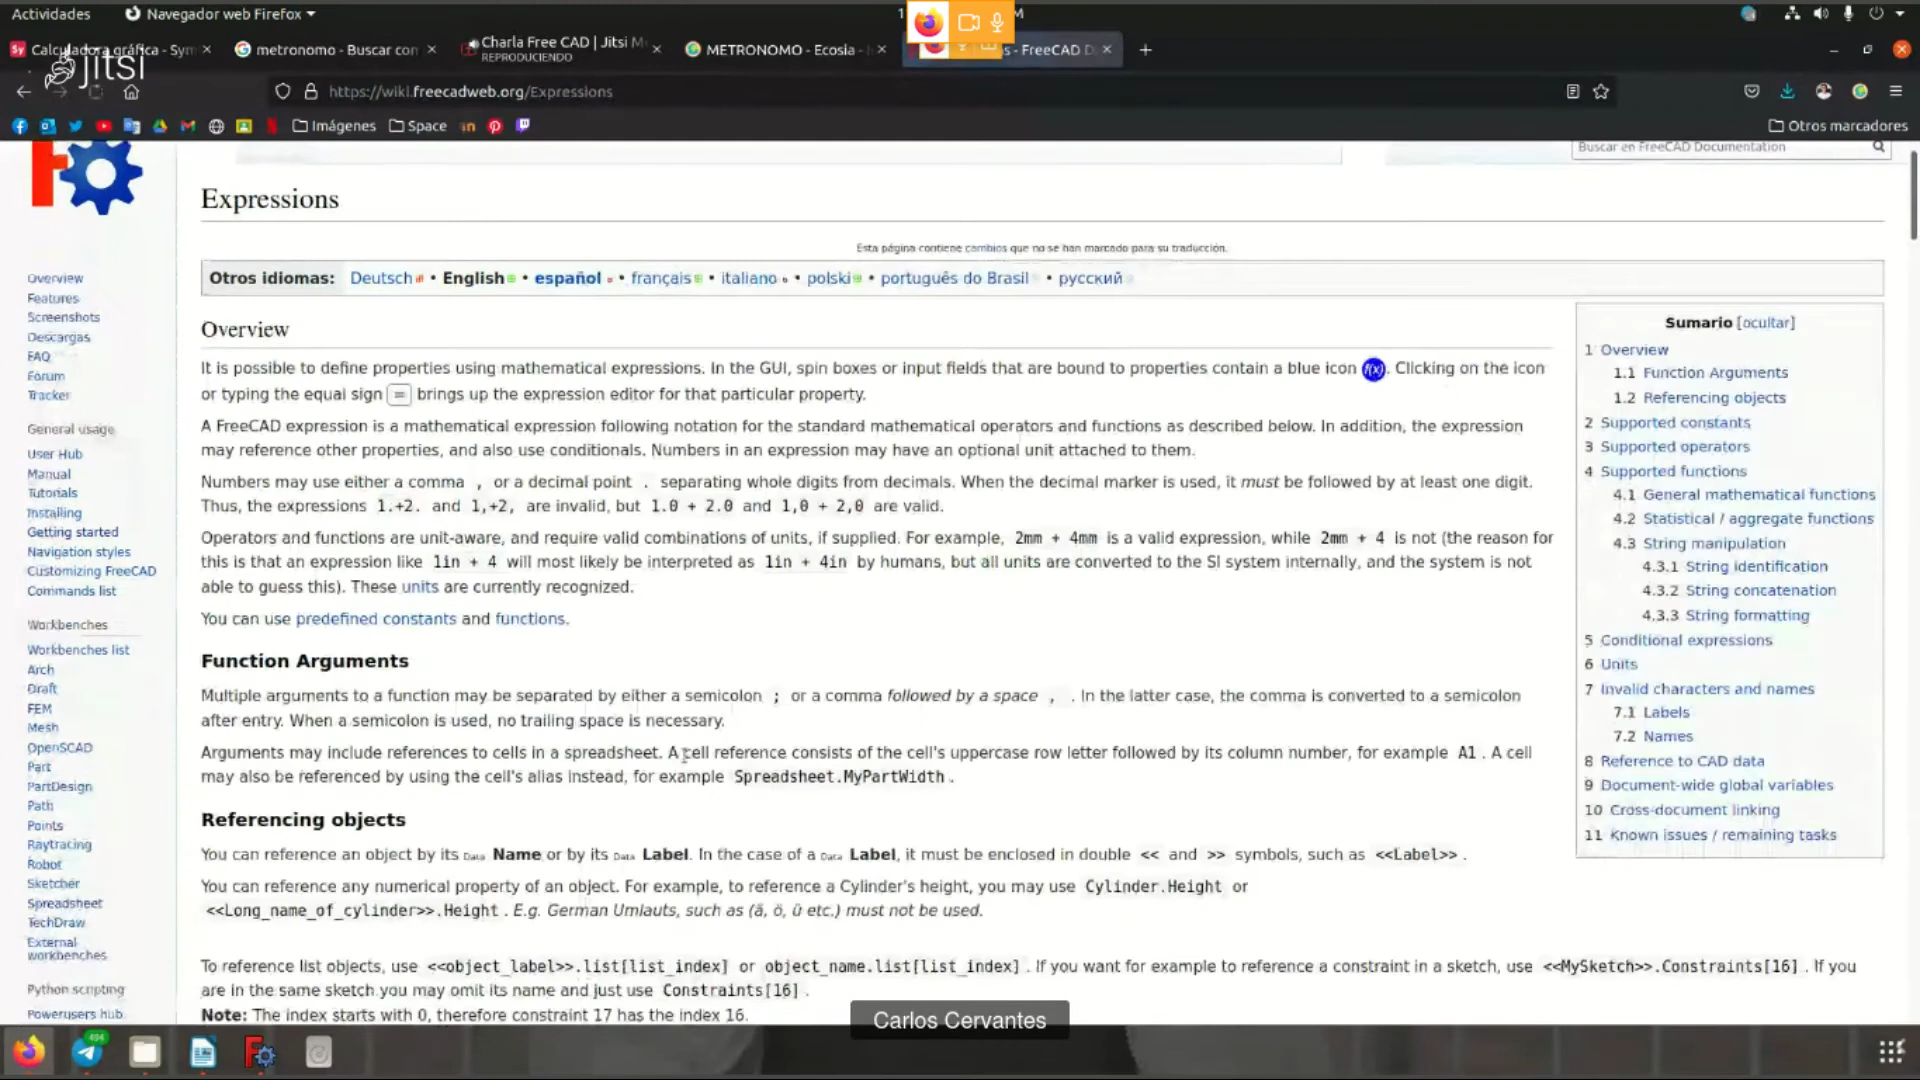 Actividades
Navegador web Firefox
Calculadora gráfica - Sym
metronomo - Buscar con
Charla Free CAD | Jitsi M
REPRODUCIENDO
METRONOMO - Ecosia -
s - FreeCAD D
Jitsi
https://wiki.freecadweb.org/Expressions
Imágenes
Space
Otros marcadores
Buscar en FreeCAD Documentation
Expressions
Esta página contiene cambios que no se han marcado para su traducción.
Otros idiomas: Deutsch • English • español • français • italiano • polski • português do Brasil • русский
Overview
It is possible to define properties using mathematical expressions. In the GUI, spin boxes or input fields that are bound to properties contain a blue icon f(x). Clicking on the icon
or typing the equal sign = brings up the expression editor for that particular property.
A FreeCAD expression is a mathematical expression following notation for the standard mathematical operators and functions as described below. In addition, the expression
may reference other properties, and also use conditionals. Numbers in an expression may have an optional unit attached to them.
Numbers may use either a comma , or a decimal point . separating whole digits from decimals. When the decimal marker is used, it must be followed by at least one digit.
Thus, the expressions 1.+2. and 1,+2, are invalid, but 1.0 + 2.0 and 1,0 + 2,0 are valid.
Operators and functions are unit-aware, and require valid combinations of units, if supplied. For example, 2mm + 4mm is a valid expression, while 2mm + 4 is not (the reason for
this is that an expression like 1in + 4 will most likely be interpreted as 1in + 4in by humans, but all units are converted to the SI system internally, and the system is not
able to guess this). These units are currently recognized.
You can use predefined constants and functions.
Function Arguments
Multiple arguments to a function may be separated by either a semicolon ; or a comma followed by a space , . In the latter case, the comma is converted to a semicolon
after entry. When a semicolon is used, no trailing space is necessary.
Arguments may include references to cells in a spreadsheet. A cell reference consists of the cell's uppercase row letter followed by its column number, for example A1 . A cell
may also be referenced by using the cell's alias instead, for example Spreadsheet.MyPartWidth .
Referencing objects
You can reference an object by its Data Name or by its Data Label. In the case of a Data Label, it must be enclosed in double << and >> symbols, such as <<Label>> .
You can reference any numerical property of an object. For example, to reference a Cylinder's height, you may use Cylinder.Height or
<<Long_name_of_cylinder>>.Height . E.g. German Umlauts, such as (ä, ö, ü etc.) must not be used.
To reference list objects, use <<object_label>>.list[list_index] or object_name.list[list_index] . If you want for example to reference a constraint in a sketch, use <<MySketch>>.Constraints[16] . If you
are in the same sketch you may omit its name and just use Constraints[16] .
Note: The index starts with 0, therefore constraint 17 has the index 16.
Sumario [ocultar]
1 Overview
1.1 Function Arguments
1.2 Referencing objects
2 Supported constants
3 Supported operators
4 Supported functions
4.1 General mathematical functions
4.2 Statistical / aggregate functions
4.3 String manipulation
4.3.1 String identification
4.3.2 String concatenation
4.3.3 String formatting
5 Conditional expressions
6 Units
7 Invalid characters and names
7.1 Labels
7.2 Names
8 Reference to CAD data
9 Document-wide global variables
10 Cross-document linking
11 Known issues / remaining tasks
Overview
Features
Screenshots
Descargas
FAQ
Forum
Tracker
General usage
User Hub
Manual
Tutorials
Installing
Getting started
Navigation styles
Customizing FreeCAD
Commands list
Workbenches
Workbenches list
Arch
Draft
FEM
Mesh
OpenSCAD
Part
PartDesign
Path
Points
Raytracing
Robot
Sketcher
Spreadsheet
TechDraw
External
workbenches
Python scripting
Powerusers hub
Carlos Cervantes
494